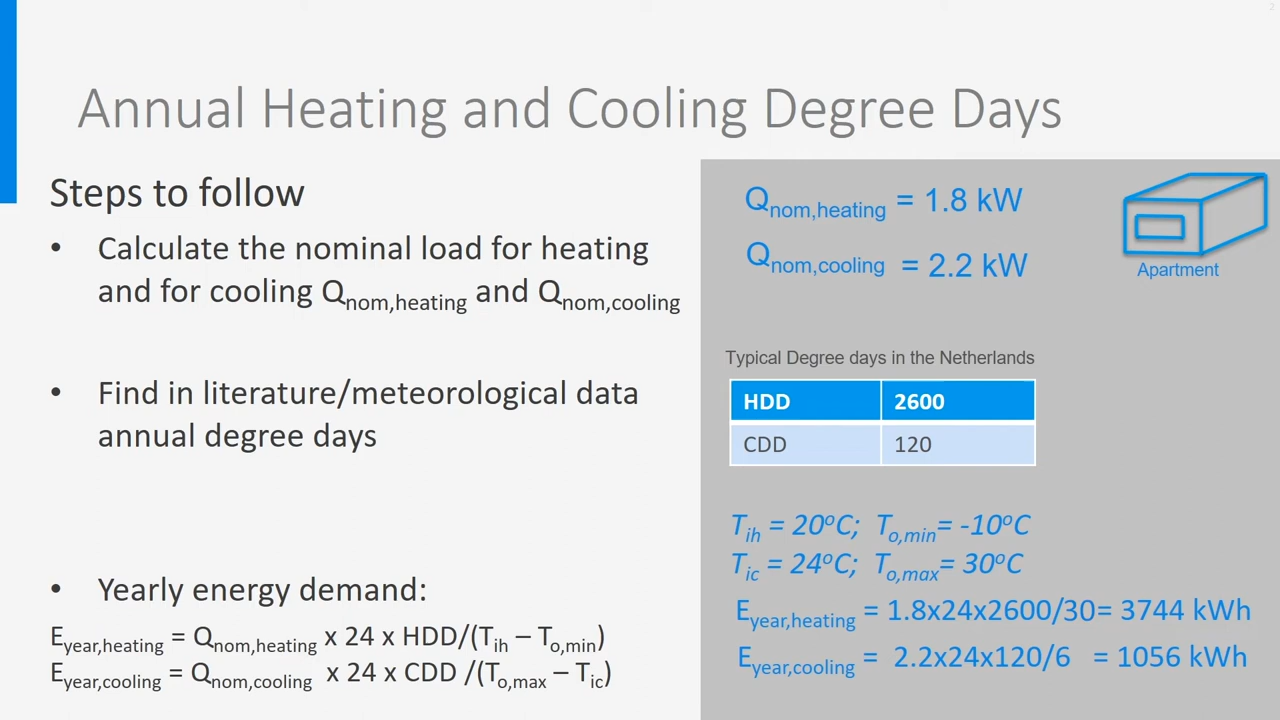 2
Annual Heating and Cooling Degree Days
Steps to follow
• Calculate the nominal load for heating
and for cooling Qnom,heating and Qnom,cooling
• Find in literature/meteorological data
annual degree days
• Yearly energy demand:
Eyear,heating = Qnom,heating x 24 x HDD/(Tih – To,min)
Eyear,cooling = Qnom,cooling x 24 x CDD /(To,max – Tic)
Qnom,heating = 1.8 kW
Qnom,cooling = 2.2 kW
Apartment
Typical Degree days in the Netherlands
HDD 2600
CDD 120
Tih = 20oC; To,min= -10oC
Tic = 24oC; To,max= 30oC
Eyear,heating = 1.8x24x2600/30= 3744 kWh
Eyear,cooling = 2.2x24x120/6 = 1056 kWh